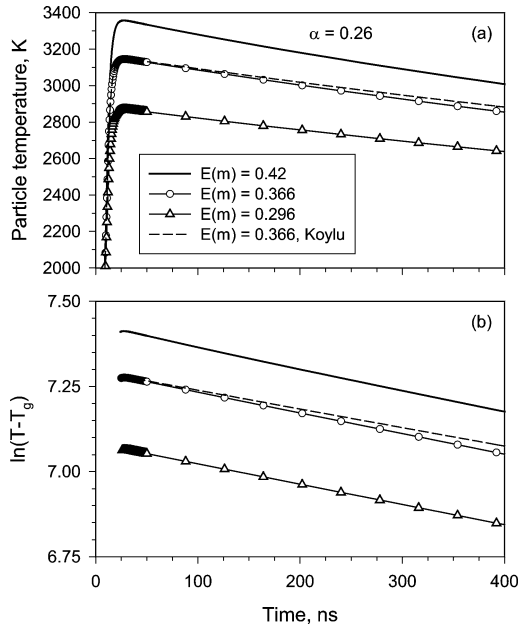 3400
3200
3000
2800
2600
2400
2200
2000
Particle temperature, K
α = 0.26
(a)
E(m) = 0.42
E(m) = 0.366
E(m) = 0.296
E(m) = 0.366, Koylu
7.50
7.25
7.00
6.75
ln(T-Tg)
(b)
0 100 200 300 400
Time, ns